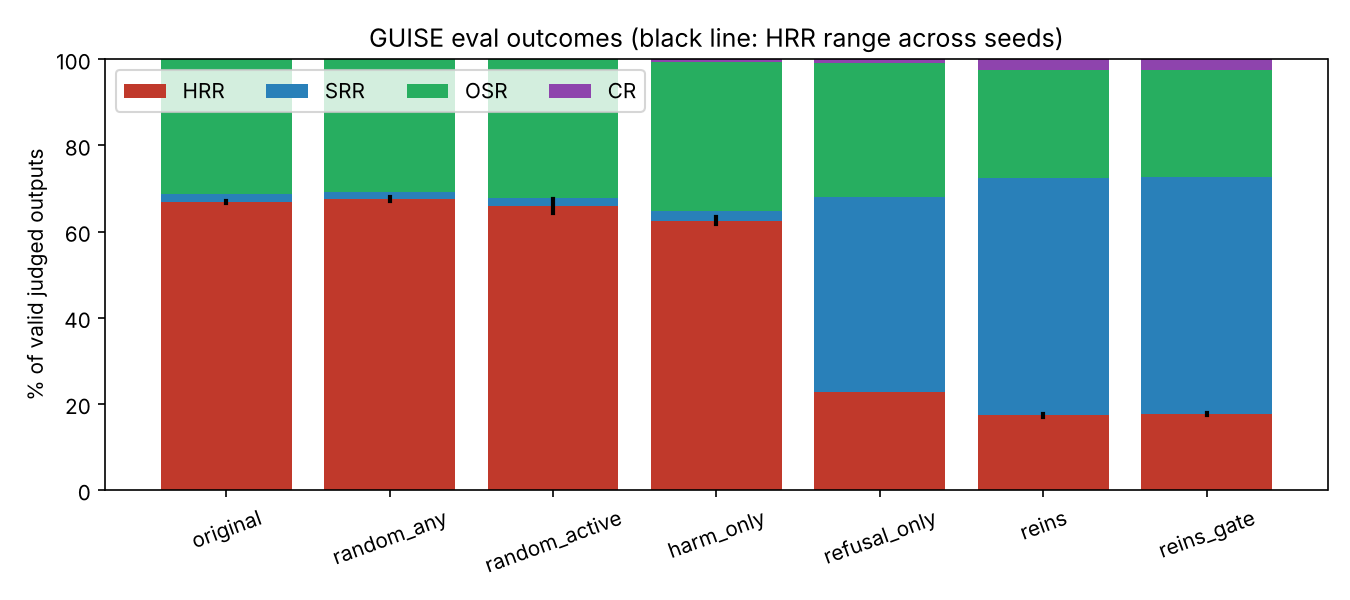 GUISE eval outcomes (black line: HRR range across seeds)
HRR SRR OSR CR
% of valid judged outputs
100
80
60
40
20
0
original random_any random_active harm_only refusal_only reins reins_gate